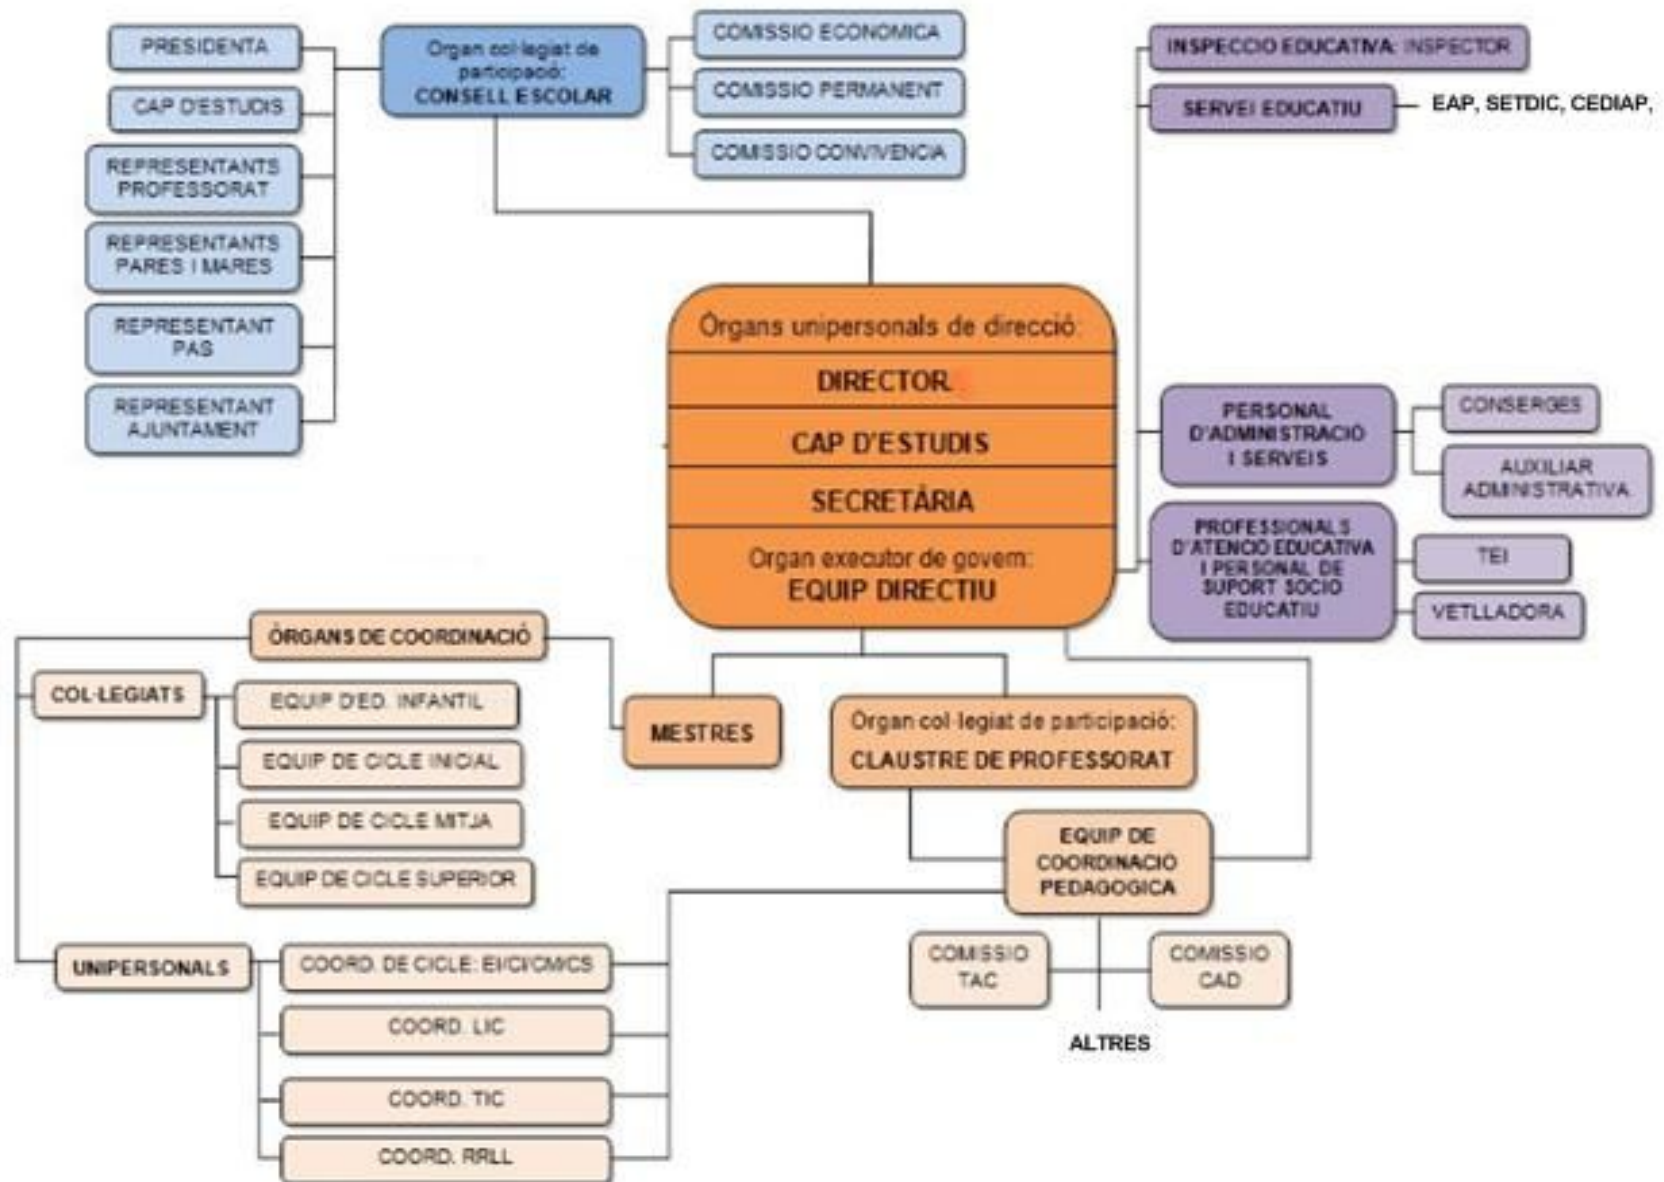 PRESIDENTA
CAP D'ESTUDIS
REPRESENTANTS
PROFESSORAT
REPRESENTANTS
PARES I MARES
REPRESENTANT
PAS
REPRESENTANT
AJUNTAMENT
Organ col·legiat de
participació:
CONSELL ESCOLAR
COMISSIO ECONOMICA
COMISSIO PERMANENT
COMISSIO CONVIVENCIA
INSPECCIO EDUCATIVA: INSPECTOR
SERVEI EDUCATIU
EAP, SETDIC, CEDIAP,
Òrgans unipersonals de direcció:
DIRECTOR
CAP D'ESTUDIS
SECRETÀRIA
Organ executor de govern:
EQUIP DIRECTIU
PERSONAL
D'ADMINISTRACIÓ
I SERVEIS
CONSERGES
AUXILIAR
ADMINISTRATIVA
PROFESSIONALS
D'ATENCIO EDUCATIVA
I PERSONAL DE
SUPORT SOCIO
EDUCATIU
TEI
VETLLADORA
ÒRGANS DE COORDINACIÓ
COL·LEGIATS
EQUIP D'ED. INFANTIL
EQUIP DE CICLE INICIAL
EQUIP DE CICLE MITJA
EQUIP DE CICLE SUPERIOR
MESTRES
Organ col·legiat de participació:
CLAUSTRE DE PROFESSORAT
EQUIP DE
COORDINACIO
PEDAGOGICA
COMISSIO
TAC
COMISSIO
CAD
ALTRES
UNIPERSONALS
COORD. DE CICLE: EI/CI/CM/CS
COORD. LIC
COORD. TIC
COORD. RRLL